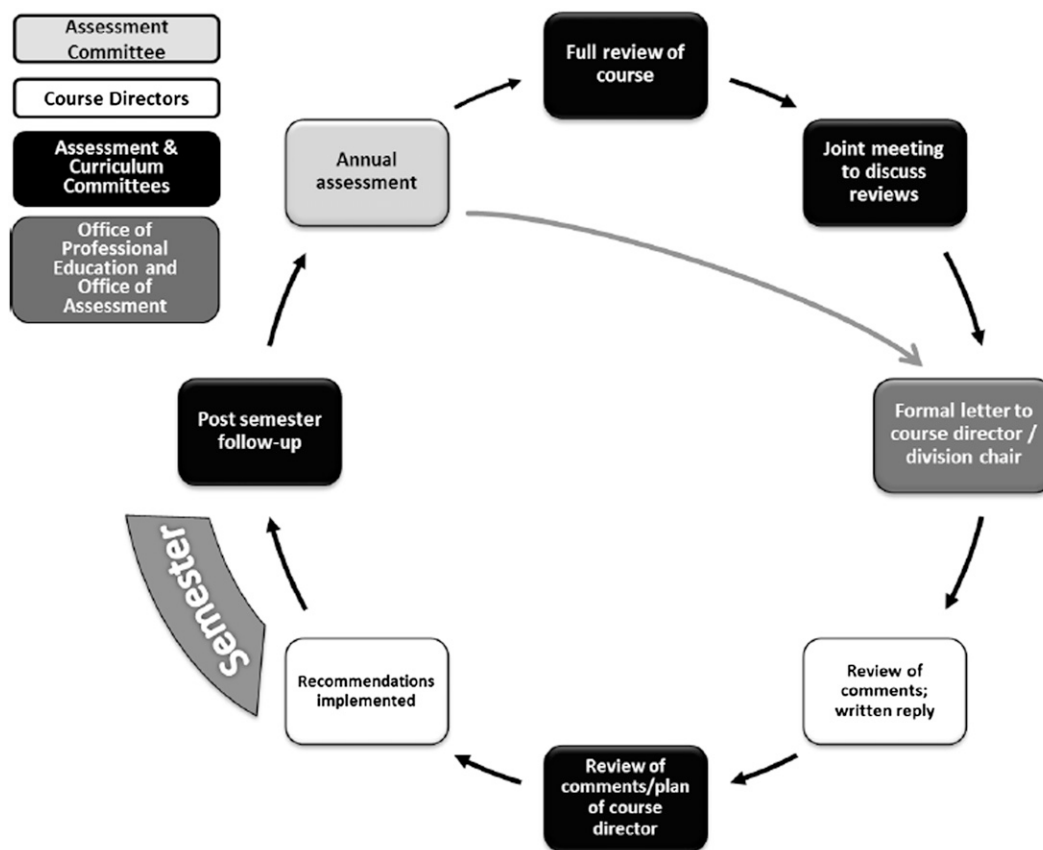 Assessment
Committee
Course Directors
Assessment &
Curriculum
Committees
Office of
Professional
Education and
Office of
Assessment
Full review of
course
Joint meeting
to discuss
reviews
Annual
assessment
Formal letter to
course director /
division chair
Post semester
follow-up
Semester
Recommendations
implemented
Review of
comments;
written reply
Review of
comments/plan
of course
director